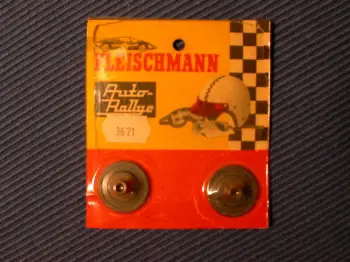 FLEISCHMANN
Auto-
Rallye
3621